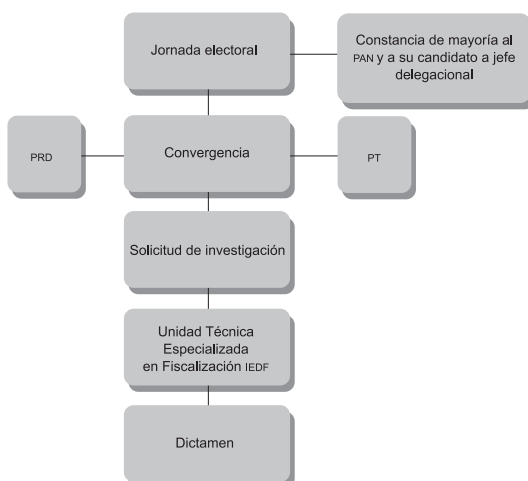 Jornada electoral
Constancia de mayoría al
PAN y a su candidato a jefe
delegacional
PRD
Convergencia
PT
Solicitud de investigación
Unidad Técnica
Especializada
en Fiscalización IEDF
Dictamen